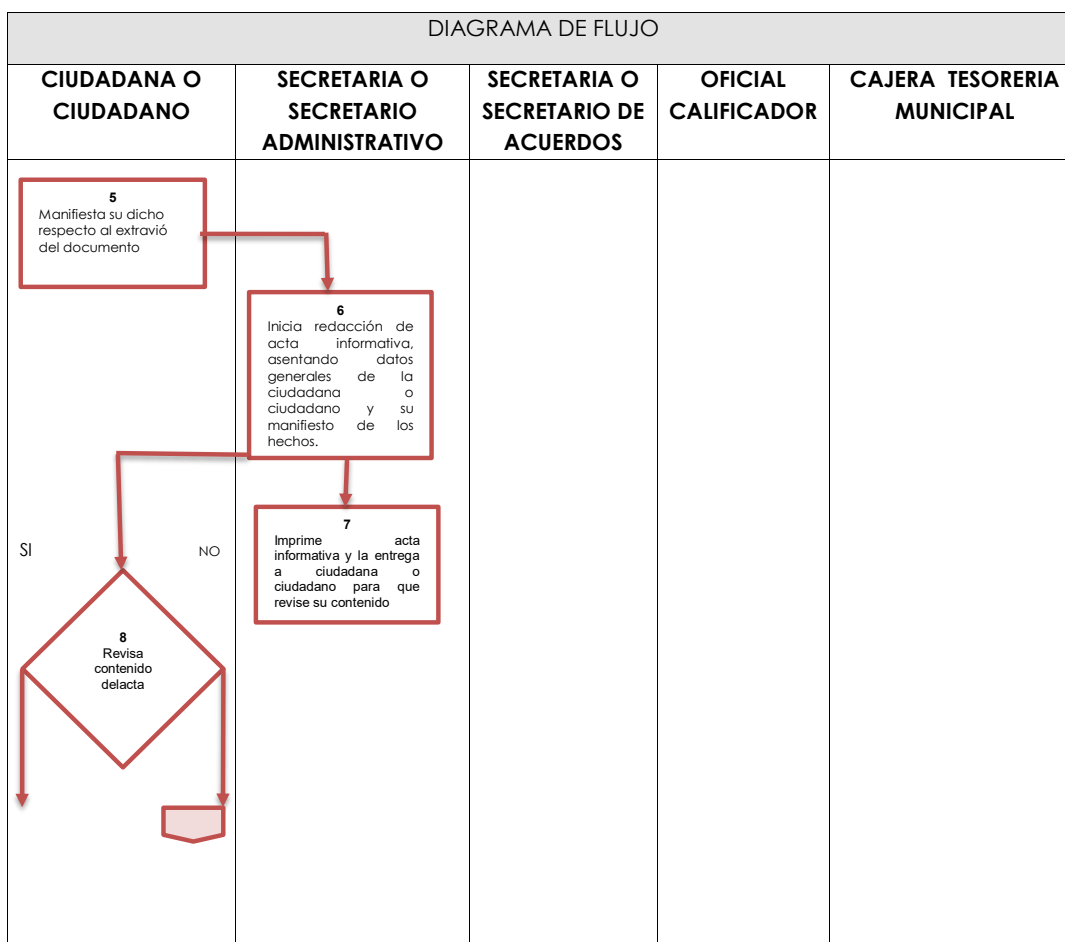 DIAGRAMA DE FLUJO
CIUDADANA O
CIUDADANO
SECRETARIA O
SECRETARIO
ADMINISTRATIVO
SECRETARIA O
SECRETARIO DE
ACUERDOS
OFICIAL
CALIFICADOR
CAJERA TESORERIA
MUNICIPAL
5
Manifiesta su dicho
respecto al extravió
del documento
6
Inicia redacción de
acta informativa,
asentando datos
generales de la
ciudadana o
ciudadano y su
manifiesto de los
hechos.
7
Imprime acta
informativa y la entrega
a ciudadana o
ciudadano para que
revise su contenido
SI
NO
8
Revisa
contenido
delacta